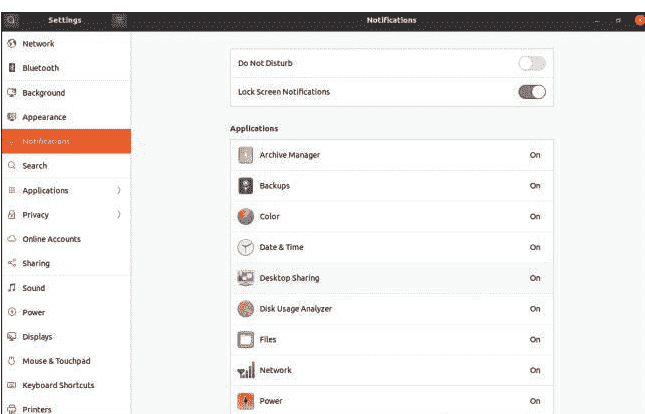 Settings
Notifications
Network
Bluetooth
Background
Appearance
Notifications
Search
Applications
Privacy
Online Accounts
Sharing
Sound
Power
Displays
Mouse & Touchpad
Keyboard Shortcuts
Printers
Do Not Disturb
Lock Screen Notifications
Applications
Archive Manager On
Backups On
Color On
Date & Time On
Desktop Sharing On
Disk Usage Analyzer On
Files On
Network On
Power On